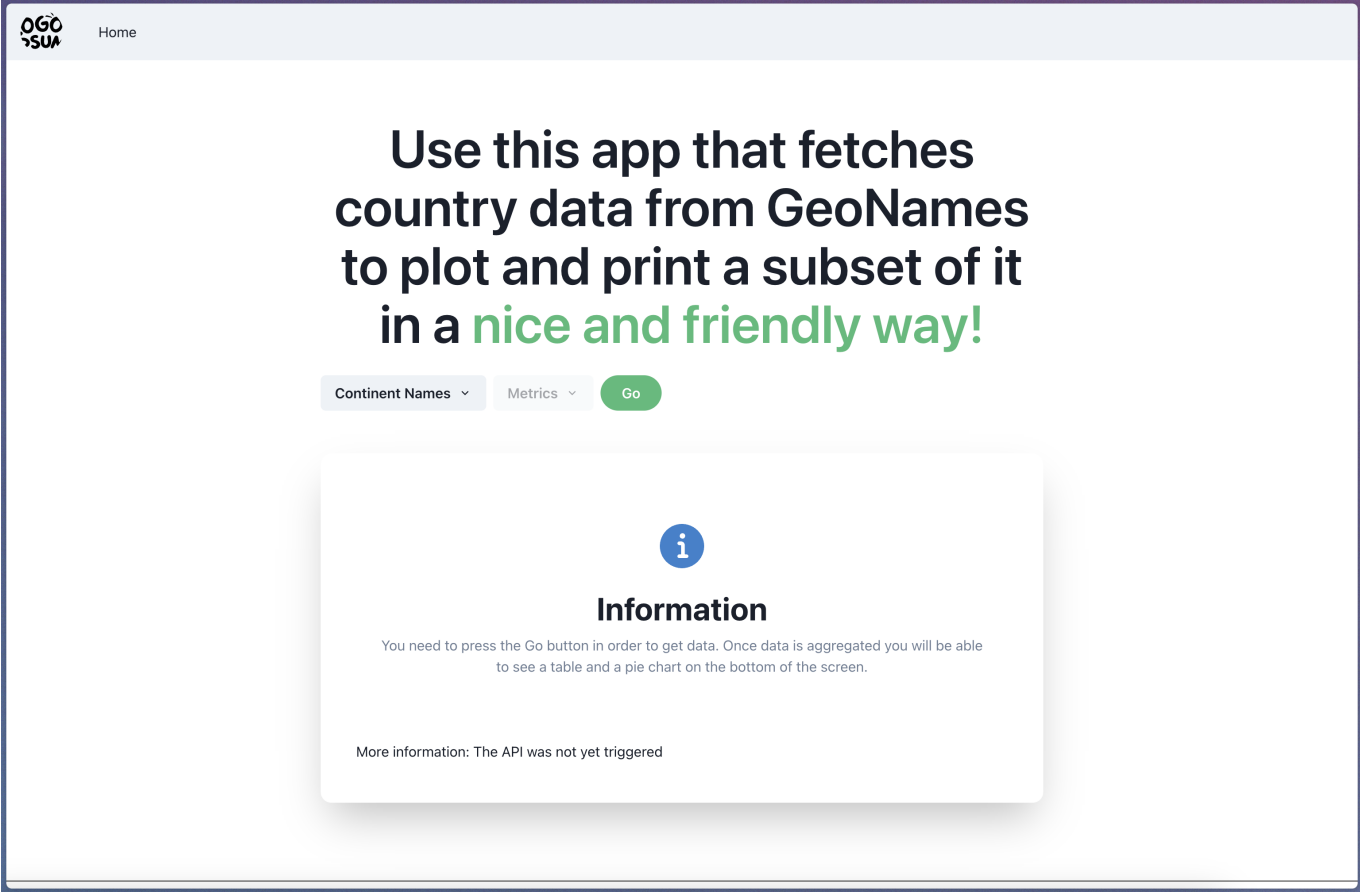 OGO
SUA
Home
Use this app that fetches
country data from GeoNames
to plot and print a subset of it
in a nice and friendly way!
Continent Names
Metrics
Go
Information
You need to press the Go button in order to get data. Once data is aggregated you will be able
to see a table and a pie chart on the bottom of the screen.
More information: The API was not yet triggered